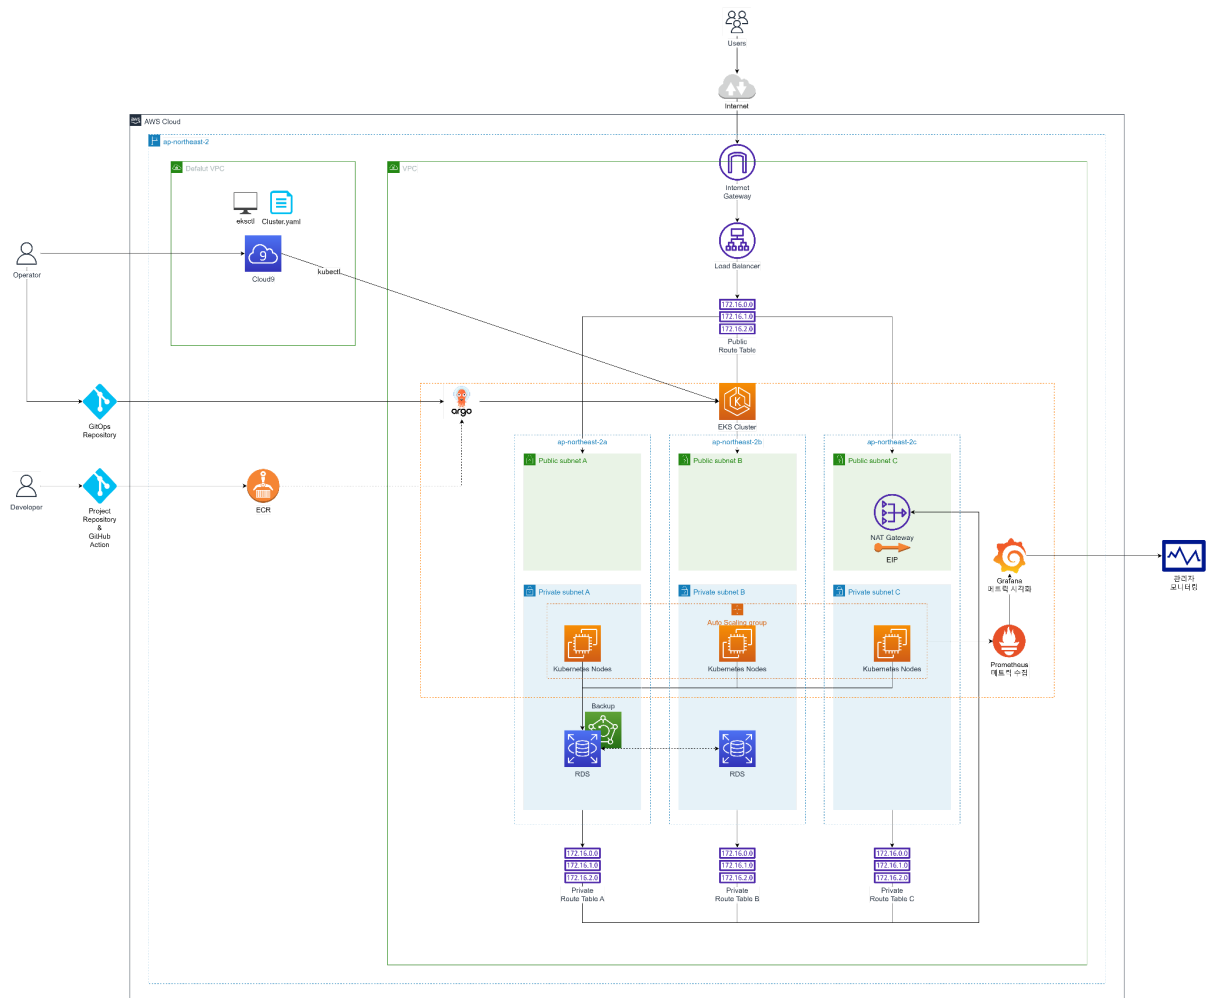 Users
Internet
aws
AWS Cloud
ap-northeast-2
Defalut VPC
VPC
Internet
Gateway
eksctl
Cluster.yaml
9
Cloud9
kubectl
Operator
Load Balancer
172.16.0.0
172.16.1.0
172.16.2.0
Public
Route Table
GitOps
Repository
argo
K
EKS Cluster
ap-northeast-2a
ap-northeast-2b
ap-northeast-2c
Public subnet A
Public subnet B
Public subnet C
Developer
Project
Repository
&
GitHub
Action
ECR
NAT Gateway
EIP
Grafana
메트릭 시각화
관리자
모니터링
Private subnet A
Private subnet B
Private subnet C
Auto Scaling group
Kubernetes Nodes
Kubernetes Nodes
Kubernetes Nodes
Prometheus
메트릭 수집
Backup
RDS
RDS
172.16.0.0
172.16.1.0
172.16.2.0
Private
Route Table A
172.16.0.0
172.16.1.0
172.16.2.0
Private
Route Table B
172.16.0.0
172.16.1.0
172.16.2.0
Private
Route Table C